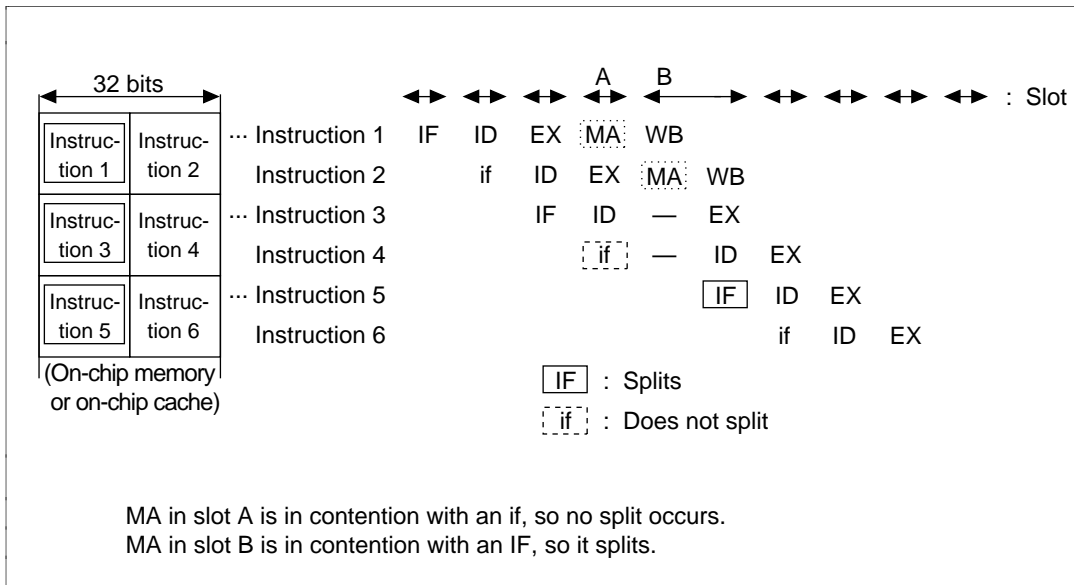 32 bits
A B
: Slot
Instruc-
tion 1
Instruc-
tion 2
··· Instruction 1 IF ID EX MA WB
Instruction 2 if ID EX MA WB
Instruc-
tion 3
Instruc-
tion 4
··· Instruction 3 IF ID — EX
Instruction 4 if — ID EX
Instruc-
tion 5
Instruc-
tion 6
··· Instruction 5 IF ID EX
Instruction 6 if ID EX
(On-chip memory
or on-chip cache)
IF : Splits
if : Does not split
MA in slot A is in contention with an if, so no split occurs.
MA in slot B is in contention with an IF, so it splits.